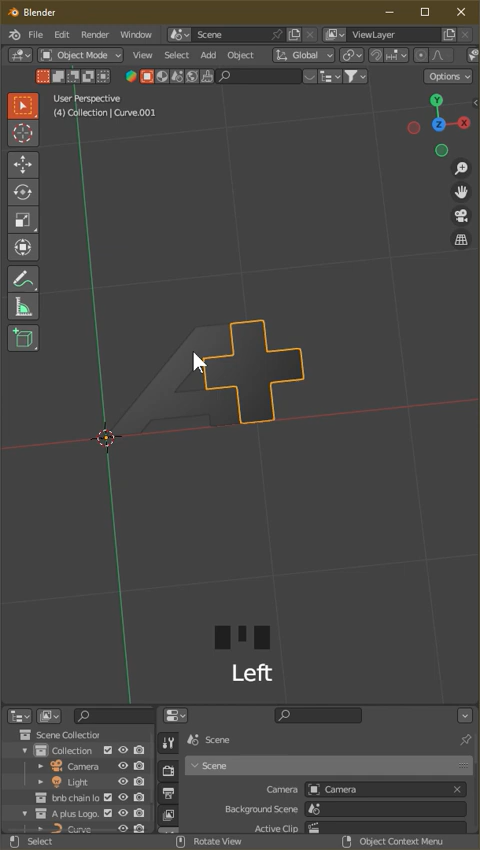 Blender
File Edit Render Window Scene ViewLayer
Object Mode View Select Add Object Global
Options
User Perspective
(4) Collection | Curve.001
Y
X
Z
A+
Left
Scene
Scene Collection
Collection
Camera
Light
bnb chain lo
A plus Logo.
Curve
Scene
Camera Camera
Background Scene
Active Clip
Select Rotate View Object Context Menu